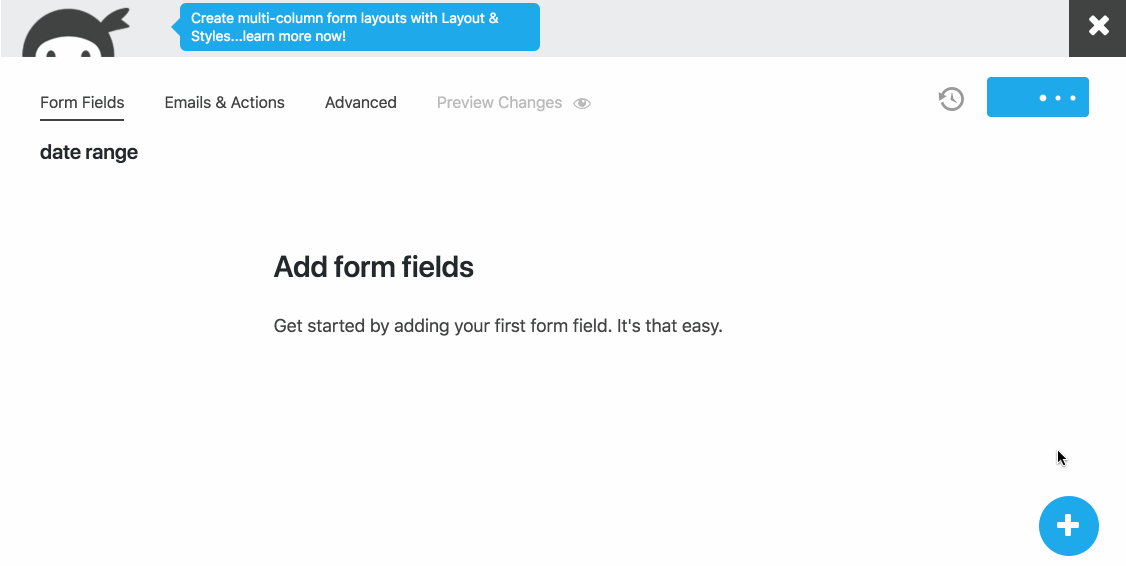 Create multi-column form layouts with Layout &
Styles...learn more now!
Form Fields
Emails & Actions
Advanced
Preview Changes
date range
Add form fields
Get started by adding your first form field. It's that easy.